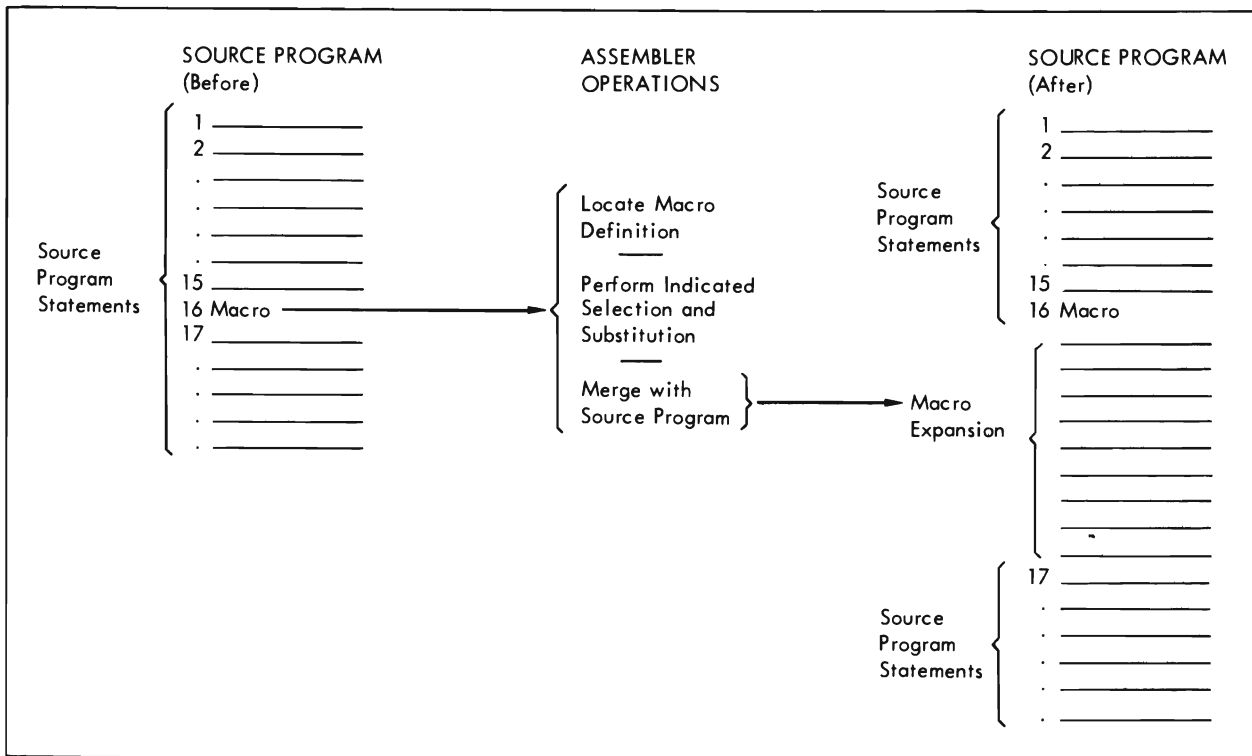 SOURCE PROGRAM
(Before)
1
2
.
.
.
.
15
16 Macro
17
.
.
.
.
Source
Program
Statements
ASSEMBLER
OPERATIONS
Locate Macro
Definition
Perform Indicated
Selection and
Substitution
Merge with
Source Program
SOURCE PROGRAM
(After)
1
2
.
.
.
.
15
16 Macro
Source
Program
Statements
Macro
Expansion
17
.
.
.
.
.
Source
Program
Statements